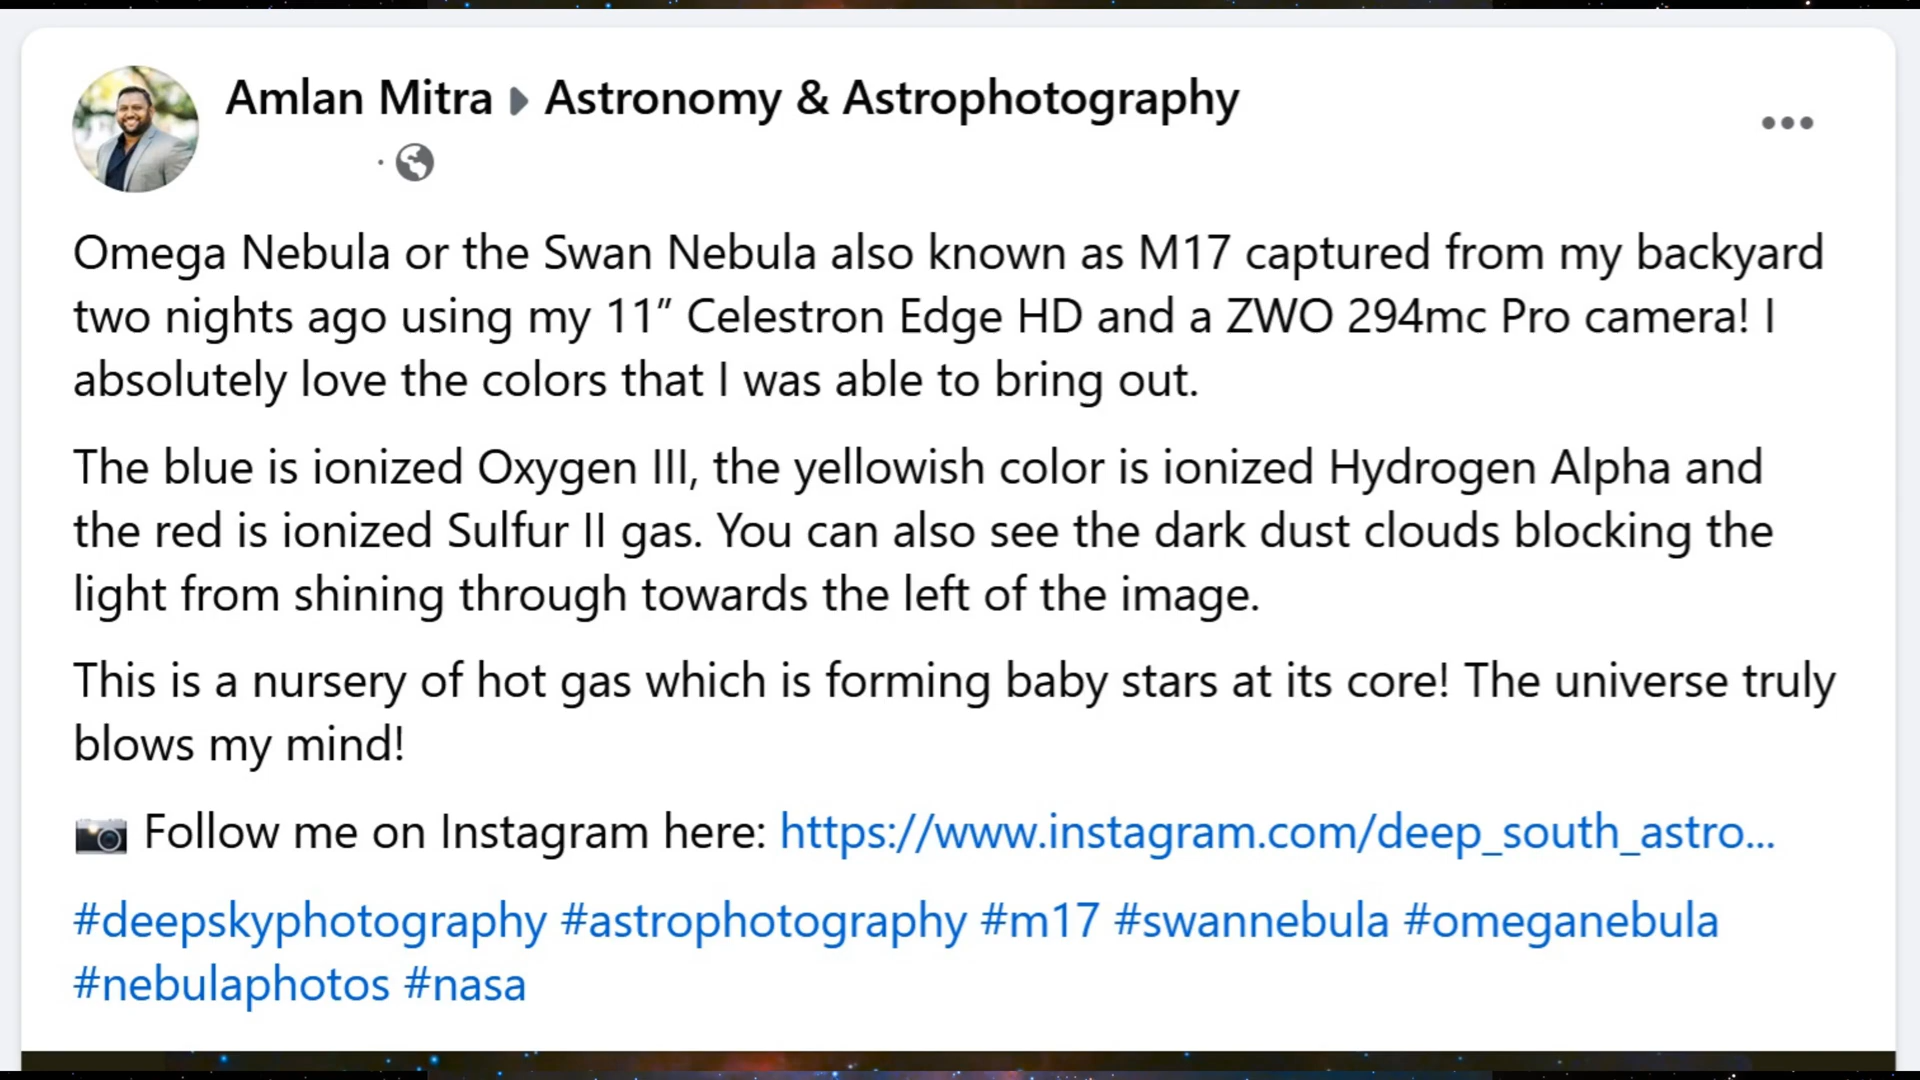 Amlan Mitra ▸ Astronomy & Astrophotography
Omega Nebula or the Swan Nebula also known as M17 captured from my backyard
two nights ago using my 11” Celestron Edge HD and a ZWO 294mc Pro camera! I
absolutely love the colors that I was able to bring out.
The blue is ionized Oxygen III, the yellowish color is ionized Hydrogen Alpha and
the red is ionized Sulfur II gas. You can also see the dark dust clouds blocking the
light from shining through towards the left of the image.
This is a nursery of hot gas which is forming baby stars at its core! The universe truly
blows my mind!
📷 Follow me on Instagram here: https://www.instagram.com/deep_south_astro...
#deepskyphotography #astrophotography #m17 #swannebula #omeganebula
#nebulaphotos #nasa